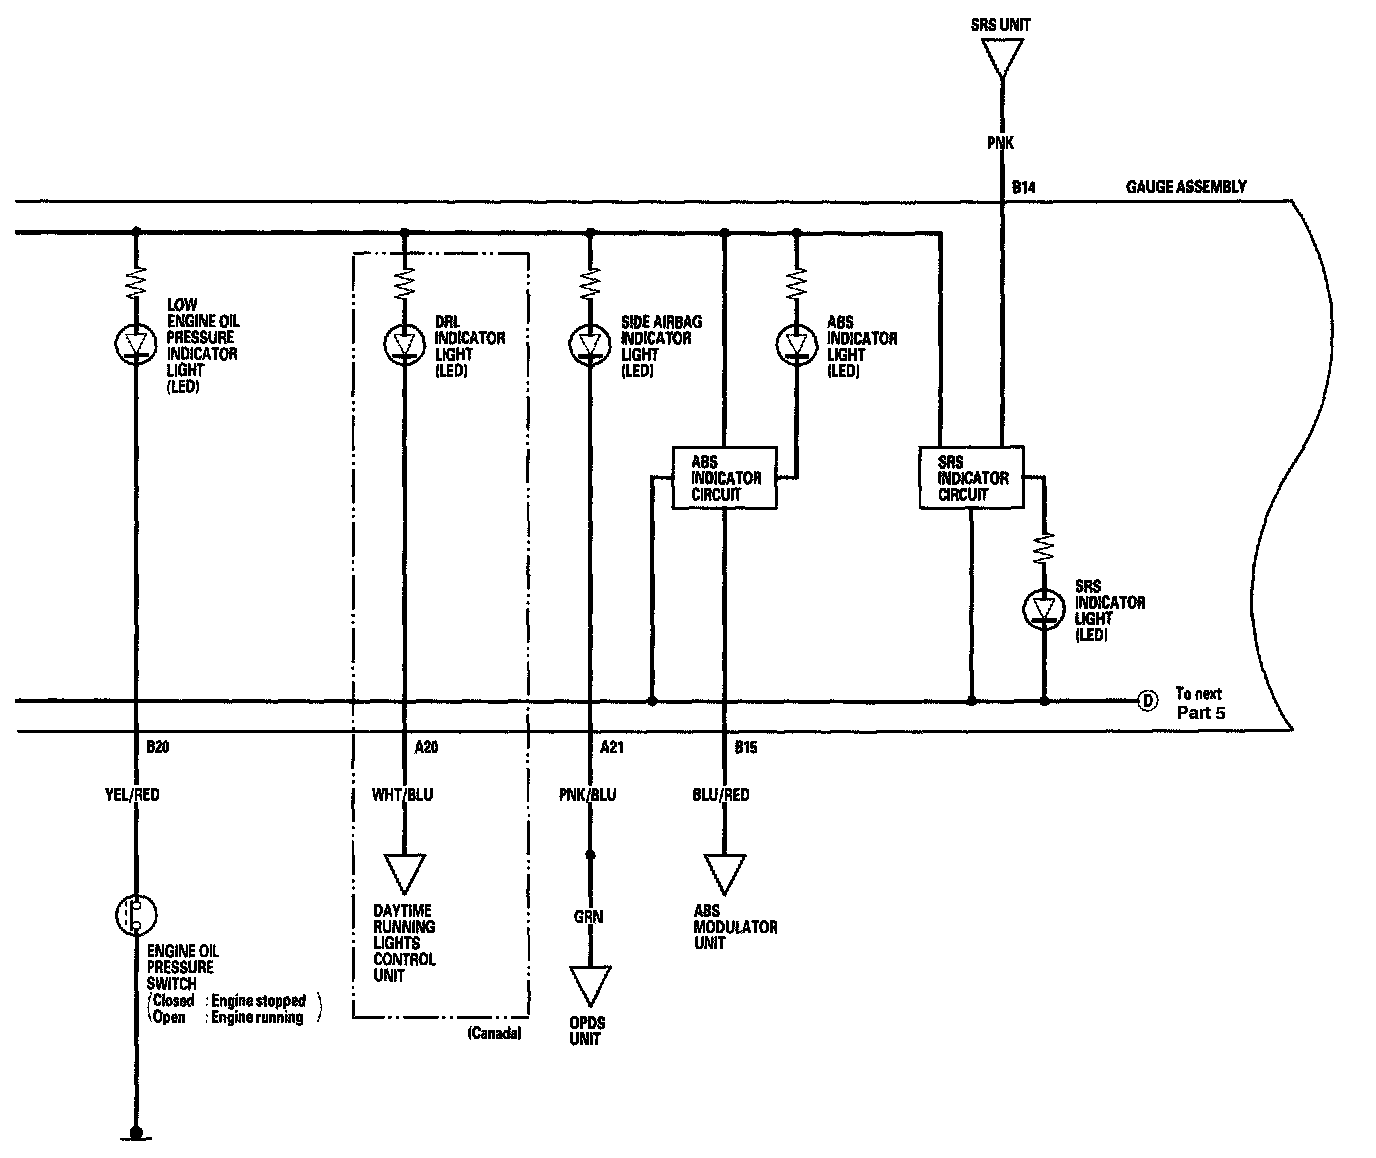 SRS UNIT
PNK
B14
GAUGE ASSEMBLY
LOW
ENGINE OIL
PRESSURE
INDICATOR
LIGHT
(LED)
DRL
INDICATOR
LIGHT
(LED)
SIDE AIRBAG
INDICATOR
LIGHT
(LED)
ABS
INDICATOR
LIGHT
(LED)
ABS
INDICATOR
CIRCUIT
SRS
INDICATOR
CIRCUIT
SRS
INDICATOR
LIGHT
(LED)
D
To next
Part 5
B20
A20
A21
B15
YEL/RED
WHT/BLU
PNK/BLU
BLU/RED
DAYTIME
RUNNING
LIGHTS
CONTROL
UNIT
GRN
ABS
MODULATOR
UNIT
ENGINE OIL
PRESSURE
SWITCH
(Closed : Engine stopped
Open : Engine running)
(Canada)
OPDS
UNIT